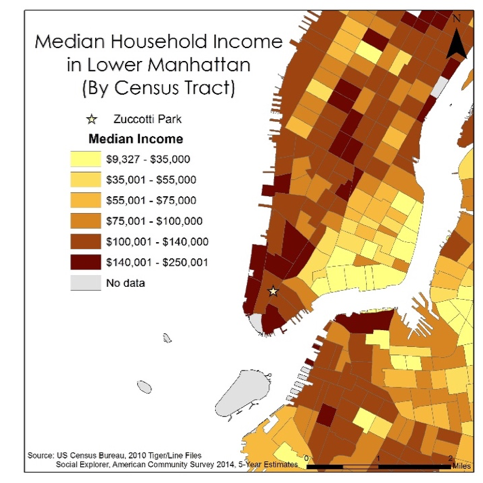 Median Household Income
in Lower Manhattan
(By Census Tract)
N
Zuccotti Park
Median Income
$9,327 - $35,000
$35,001 - $55,000
$55,001 - $75,000
$75,001 - $100,000
$100,001 - $140,000
$140,001 - $250,001
No data
Source: US Census Bureau, 2010 Tiger/Line Files
Social Explorer, American Community Survey 2014, 5-Year Estimates
0 1 2
Miles